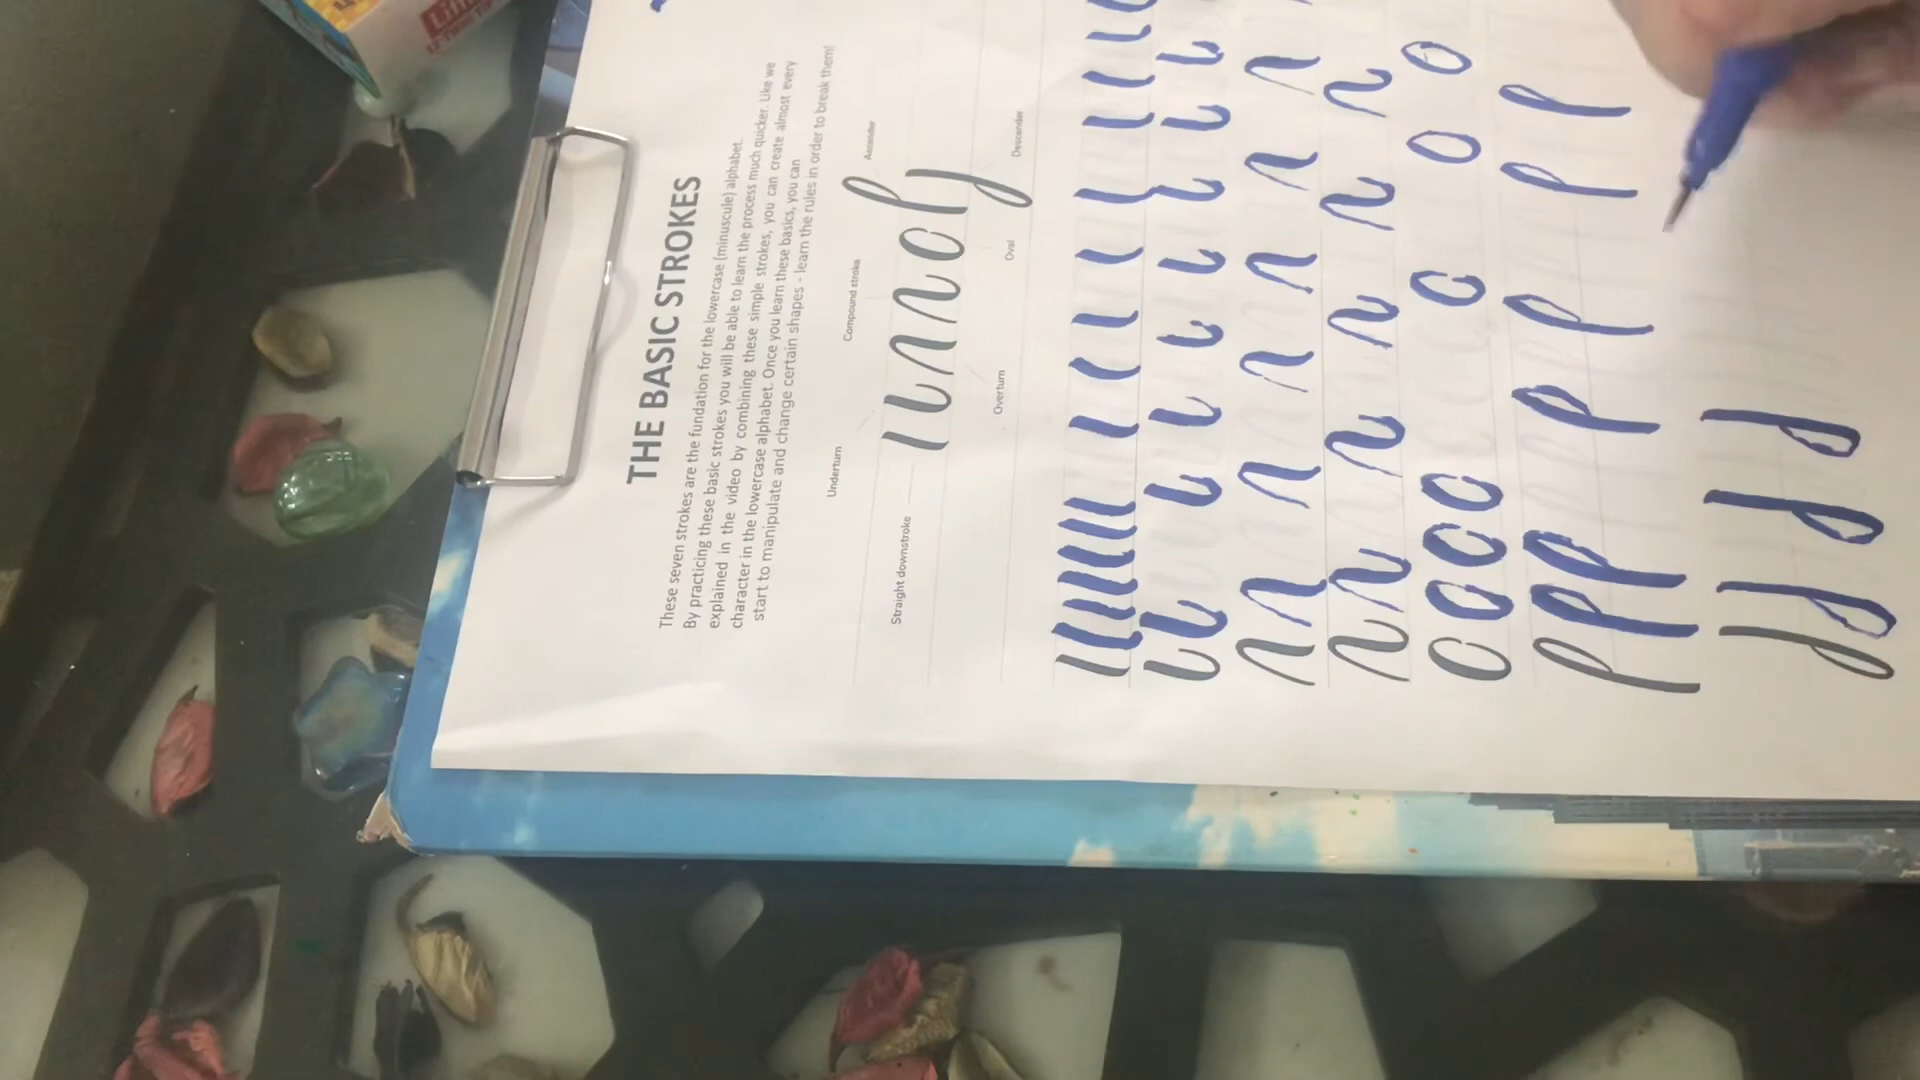 THE BASIC STROKES
These seven strokes are the fundation for the lowercase (minuscule) alphabet.
By practicing these basic strokes you will be able to learn the process much quicker. Like we
explained in the video by combining these simple strokes, you can create almost every
character in the lowercase alphabet. Once you learn these basics, you can
start to manipulate and change certain shapes - learn the rules in order to break them!
Underturn Compound stroke Ascender
Straight downstroke Overturn Oval Descender